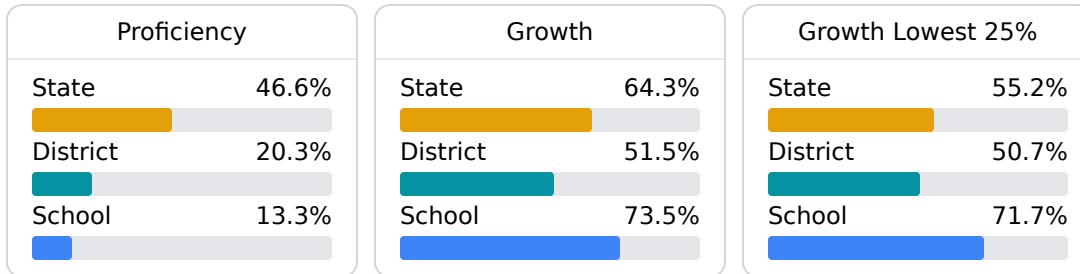 Proficiency
State 46.6%
District 20.3%
School 13.3%
Growth
State 64.3%
District 51.5%
School 73.5%
Growth Lowest 25%
State 55.2%
District 50.7%
School 71.7%